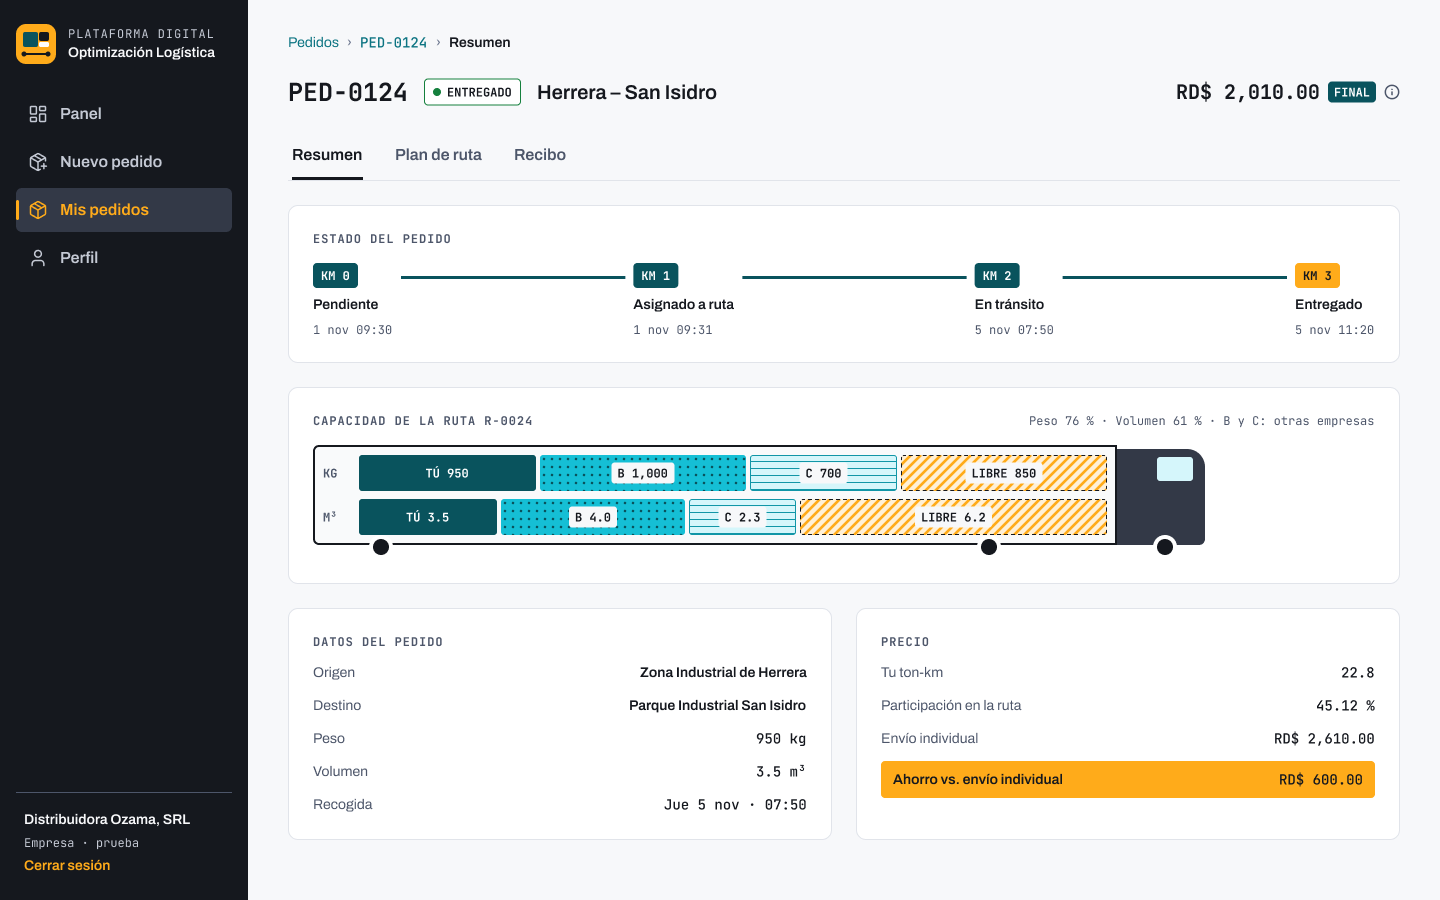 PLATAFORMA DIGITAL
Optimización Logística
Panel
Nuevo pedido
Mis pedidos
Perfil
Distribuidora Ozama, SRL
Empresa · prueba
Cerrar sesión
Pedidos › PED-0124 › Resumen
PED-0124 ENTREGADO Herrera – San Isidro RD$ 2,010.00 FINAL
Resumen Plan de ruta Recibo
ESTADO DEL PEDIDO
KM 0 KM 1 KM 2 KM 3
Pendiente Asignado a ruta En tránsito Entregado
1 nov 09:30 1 nov 09:31 5 nov 07:50 5 nov 11:20
CAPACIDAD DE LA RUTA R-0024 Peso 76 % · Volumen 61 % · B y C: otras empresas
KG TÚ 950 B 1,000 C 700 LIBRE 850
M³ TÚ 3.5 B 4.0 C 2.3 LIBRE 6.2
DATOS DEL PEDIDO
Origen Zona Industrial de Herrera
Destino Parque Industrial San Isidro
Peso 950 kg
Volumen 3.5 m³
Recogida Jue 5 nov · 07:50
PRECIO
Tu ton-km 22.8
Participación en la ruta 45.12 %
Envío individual RD$ 2,610.00
Ahorro vs. envío individual RD$ 600.00